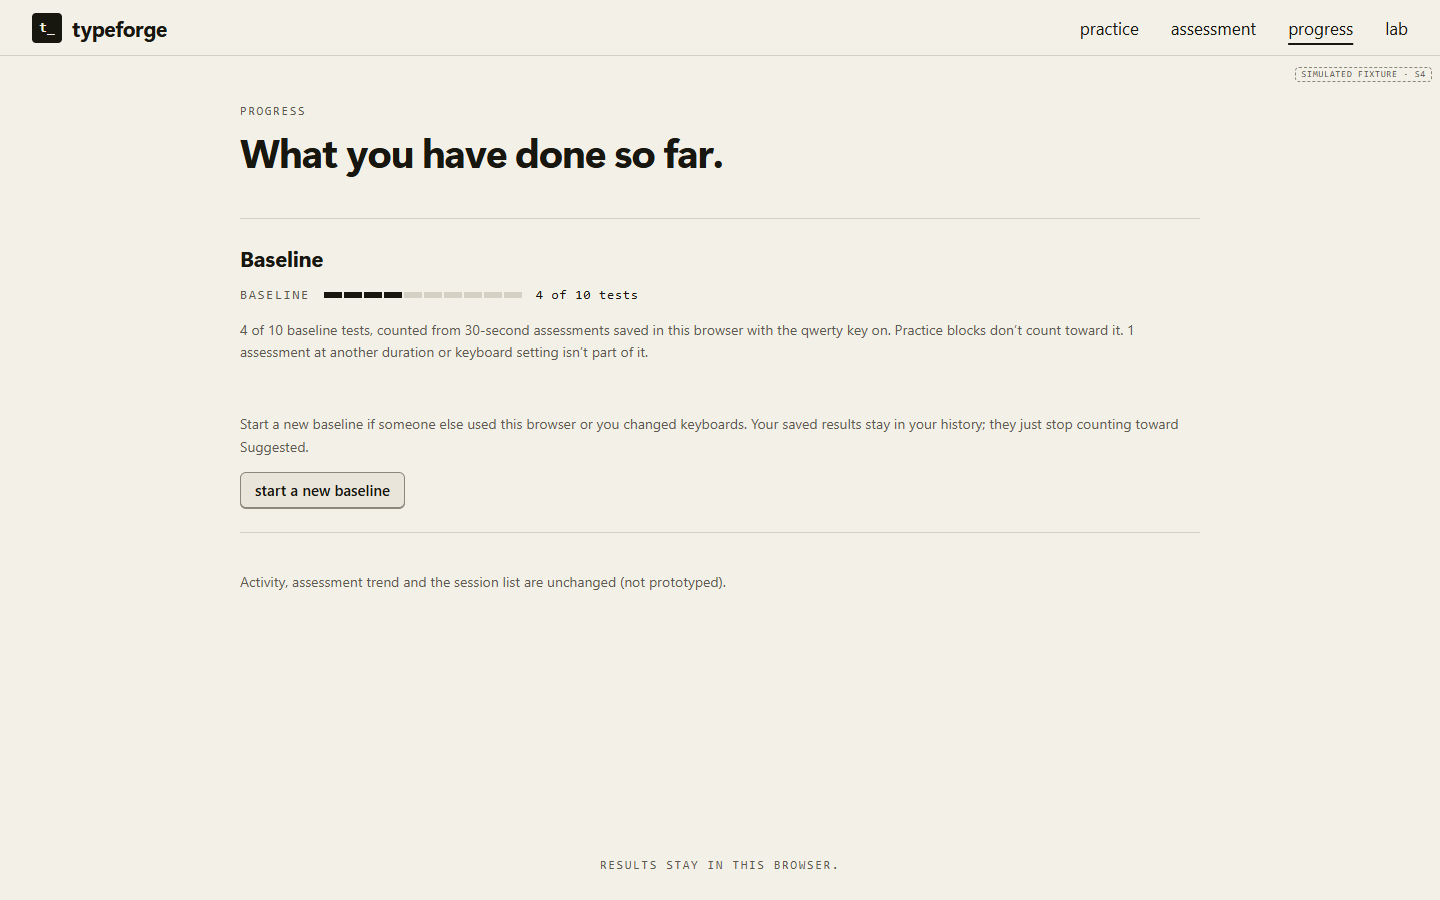 t_ typeforge
practice assessment progress lab
SIMULATED FIXTURE · S4
PROGRESS
What you have done so far.
Baseline
BASELINE 4 of 10 tests
4 of 10 baseline tests, counted from 30-second assessments saved in this browser with the qwerty key on. Practice blocks don’t count toward it. 1
assessment at another duration or keyboard setting isn’t part of it.
Start a new baseline if someone else used this browser or you changed keyboards. Your saved results stay in your history; they just stop counting toward
Suggested.
start a new baseline
Activity, assessment trend and the session list are unchanged (not prototyped).
RESULTS STAY IN THIS BROWSER.